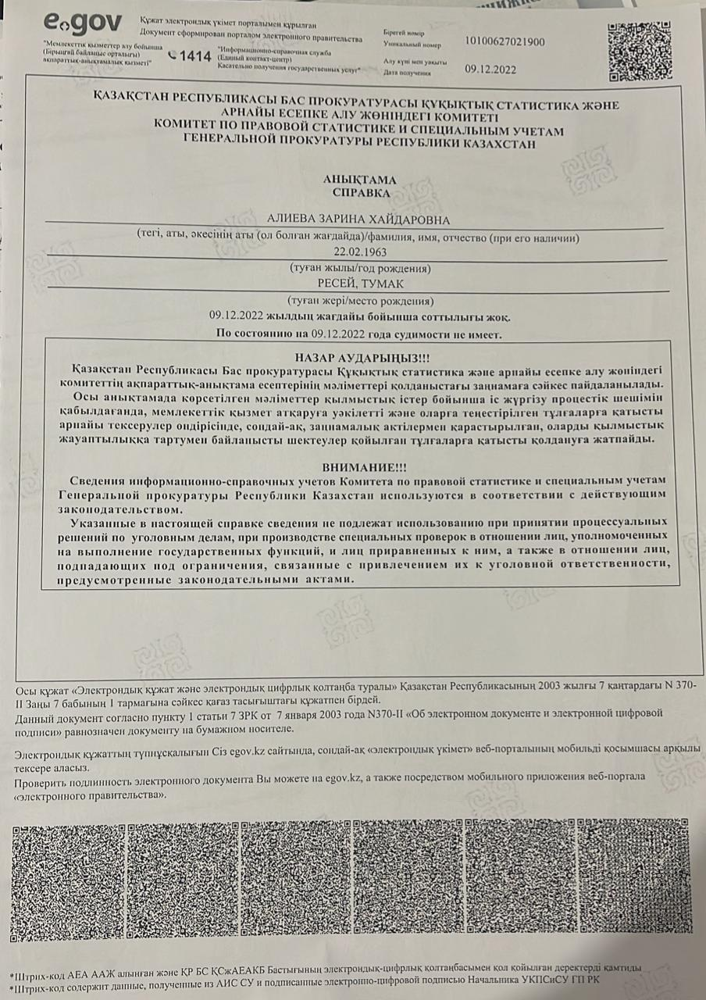 e.gov
Құжат электрондық үкімет порталымен құрылған
Документ сформирован порталом электронного правительства
"Мемлекеттік қызметтер алу бойынша
(Бірыңғай байланыс орталығы)
ақпараттық-анықтамалық қызметі"
1414
"Информационно-справочная служба
(Единый контакт-центр)
Касательно получения государственных услуг"
Бірегей нөмір
Уникальный номер
10100627021900
Алу күні мен уақыты
Дата получения
09.12.2022
ҚАЗАҚСТАН РЕСПУБЛИКАСЫ БАС ПРОКУРАТУРАСЫ ҚҰҚЫҚТЫҚ СТАТИСТИКА ЖӘНЕ
АРНАЙЫ ЕСЕПКЕ АЛУ ЖӨНІНДЕГІ КОМИТЕТІ
КОМИТЕТ ПО ПРАВОВОЙ СТАТИСТИКЕ И СПЕЦИАЛЬНЫМ УЧЕТАМ
ГЕНЕРАЛЬНОЙ ПРОКУРАТУРЫ РЕСПУБЛИКИ КАЗАХСТАН
АНЫҚТАМА
СПРАВКА
АЛИЕВА ЗАРИНА ХАЙДАРОВНА
(тегі, аты, әкесінің аты (ол болған жағдайда)/фамилия, имя, отчество (при его наличии)
22.02.1963
(туған жылы/год рождения)
РЕСЕЙ, ТУМАК
(туған жері/место рождения)
09.12.2022 жылдың жағдайы бойынша соттылығы жоқ.
По состоянию на 09.12.2022 года судимости не имеет.
НАЗАР АУДАРЫҢЫЗ!!!
Қазақстан Республикасы Бас прокуратурасы Құқықтық статистика және арнайы есепке алу жөніндегі
комитеттің ақпараттық-анықтама есептерінің мәліметтері қолданыстағы заңнамаға сәйкес пайдаланылады.
Осы анықтамада көрсетілген мәліметтер қылмыстық істер бойынша іс жүргізу процестік шешімін
қабылдағанда, мемлекеттік қызмет атқаруға уәкілетті және оларға теңестірілген тұлғаларға қатысты
арнайы тексерулер өндірісінде, сондай-ақ, заңнамалық актілермен қарастырылған, оларды қылмыстық
жауаптылыққа тартумен байланысты шектеулер қойылған тұлғаларға қатысты қолдануға жатпайды.
ВНИМАНИЕ!!!
Сведения информационно-справочных учетов Комитета по правовой статистике и специальным учетам
Генеральной прокуратуры Республики Казахстан используются в соответствии с действующим
законодательством.
Указанные в настоящей справке сведения не подлежат использованию при принятии процессуальных
решений по уголовным делам, при производстве специальных проверок в отношении лиц, уполномоченных
на выполнение государственных функций, и лиц приравненных к ним, а также в отношении лиц,
подпадающих под ограничения, связанные с привлечением их к уголовной ответственности,
предусмотренные законодательными актами.
Осы құжат «Электрондық құжат және электрондық цифрлық қолтаңба туралы» Қазақстан Республикасының 2003 жылғы 7 қаңтардағы N 370-
II Заңы 7 бабының 1 тармағына сәйкес қағаз тасығыштағы құжатпен бірдей.
Данный документ согласно пункту 1 статьи 7 ЗРК от 7 января 2003 года N370-II «Об электронном документе и электронной цифровой
подписи» равнозначен документу на бумажном носителе.
Электрондық құжаттың түпнұсқалығын Сіз egov.kz сайтында, сондай-ақ «электрондық үкімет» веб-порталының мобильді қосымшасы арқылы
тексере аласыз.
Проверить подлинность электронного документа Вы можете на egov.kz, а также посредством мобильного приложения веб-портала
«электронного правительства».
*Штрих-код АЕА ААЖ алынған және ҚР БС ҚСжАЕАКБ Бастығының электрондық-цифрлық қолтаңбасымен қол қойылған деректерді қамтиды
*Штрих-код содержит данные, полученные из АИС СУ и подписанные электронно-цифровой подписью Начальника УКПСиСУ ГП РК